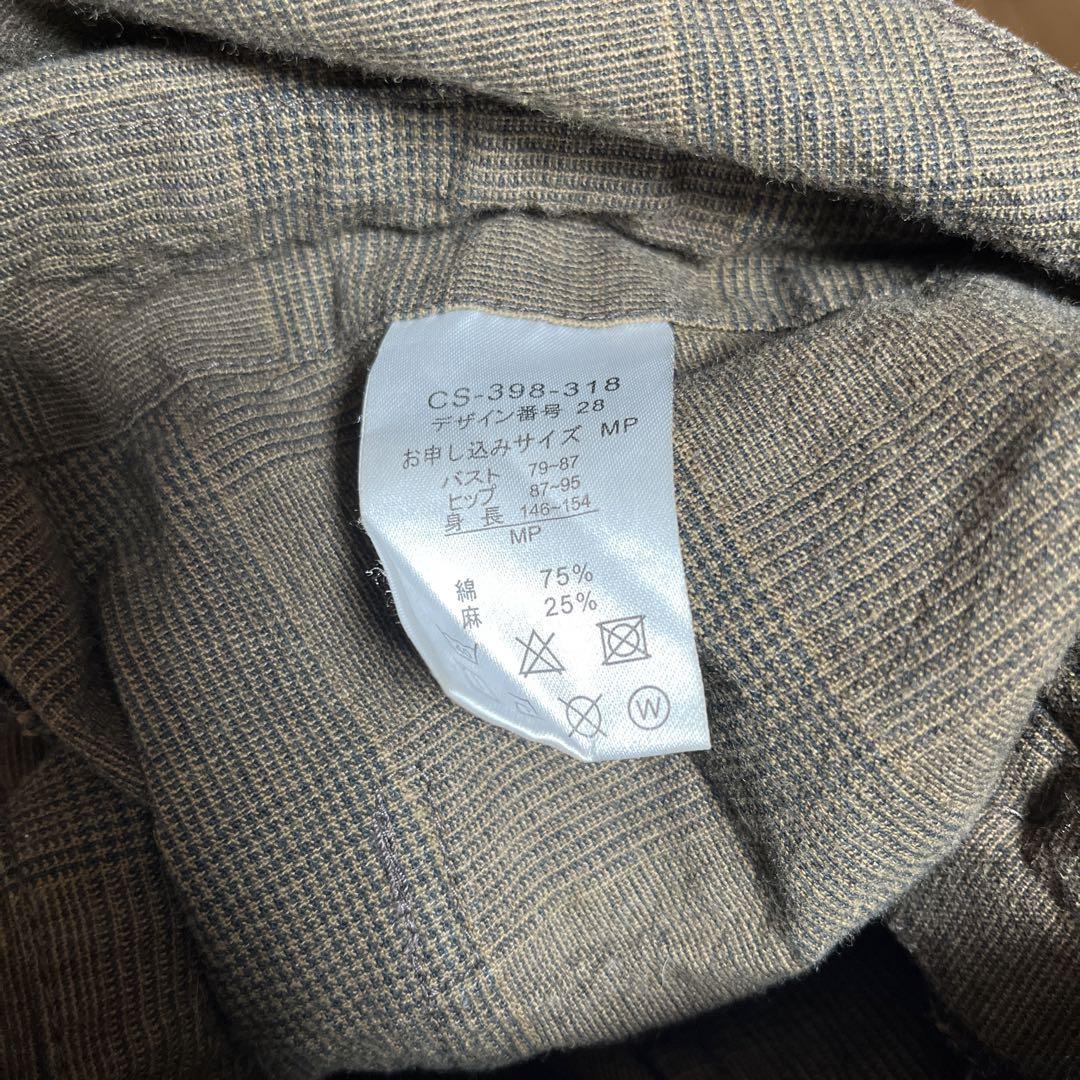 CS-398-318
デザイン番号 28
お申し込みサイズ MP
バスト 79~87
ヒップ 87~95
身長 146~154
MP
綿 75%
麻 25%
W